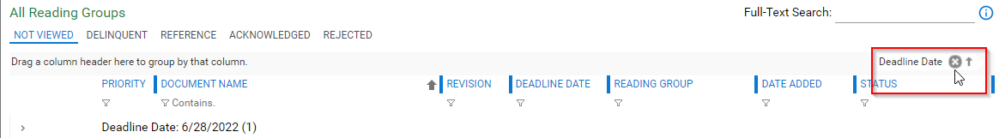 All Reading Groups Full-Text Search:
NOT VIEWED DELINQUENT REFERENCE ACKNOWLEDGED REJECTED
Drag a column header here to group by that column. Deadline Date
PRIORITY DOCUMENT NAME REVISION DEADLINE DATE READING GROUP DATE ADDED STATUS
Contains.
Deadline Date: 6/28/2022 (1)